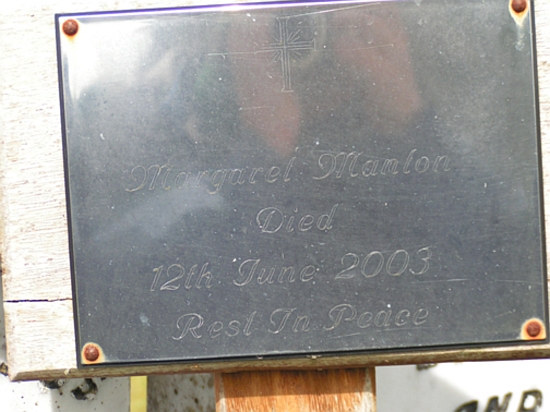 Margaret Manton
Died
12th June 2003
Rest In Peace